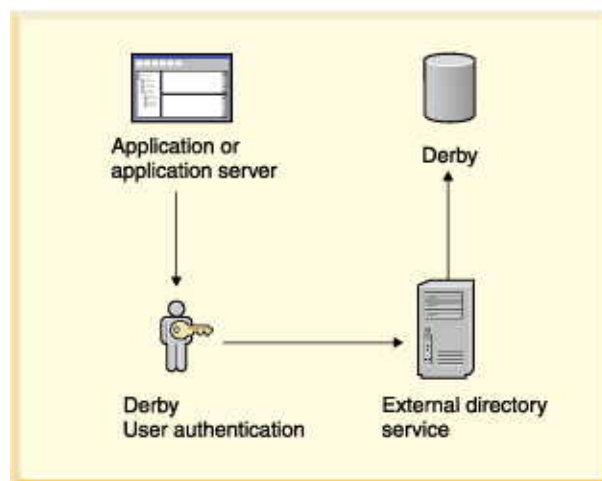 Application or
application server
Derby
Derby
User authentication
External directory
service